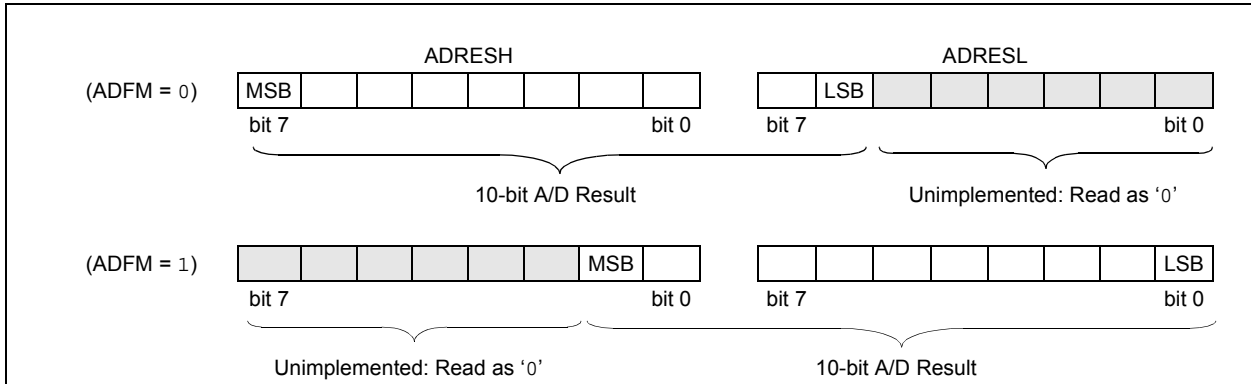 ADRESH ADRESL
(ADFM = 0) MSB LSB
bit 7 bit 0 bit 7 bit 0
10-bit A/D Result Unimplemented: Read as ‘0’
(ADFM = 1) MSB LSB
bit 7 bit 0 bit 7 bit 0
Unimplemented: Read as ‘0’ 10-bit A/D Result